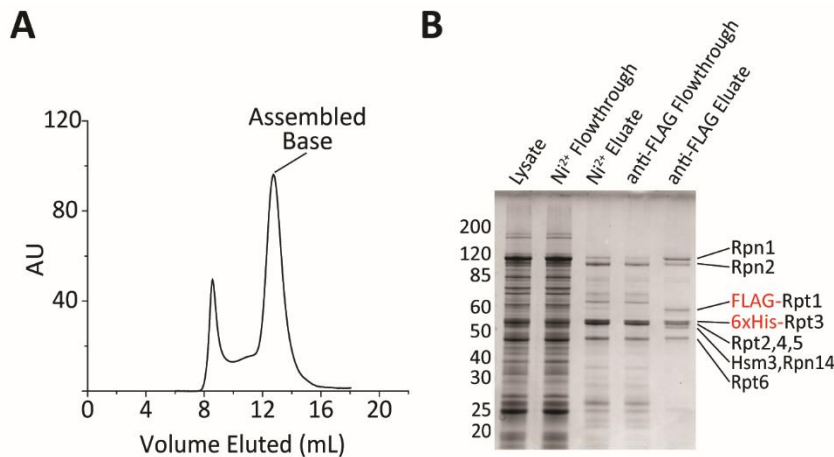 A
120
80
40
AU
0
4
8
12
16
20
Volume Eluted (mL)
Assembled
Base
B
Lysate
Ni²⁺ Flowthrough
Ni²⁺ Eluate
anti-FLAG Flowthrough
anti-FLAG Eluate
200
120
85
60
50
40
30
25
20
Rpn1
Rpn2
FLAG-Rpt1
6xHis-Rpt3
Rpt2,4,5
Hsm3,Rpn14
Rpt6